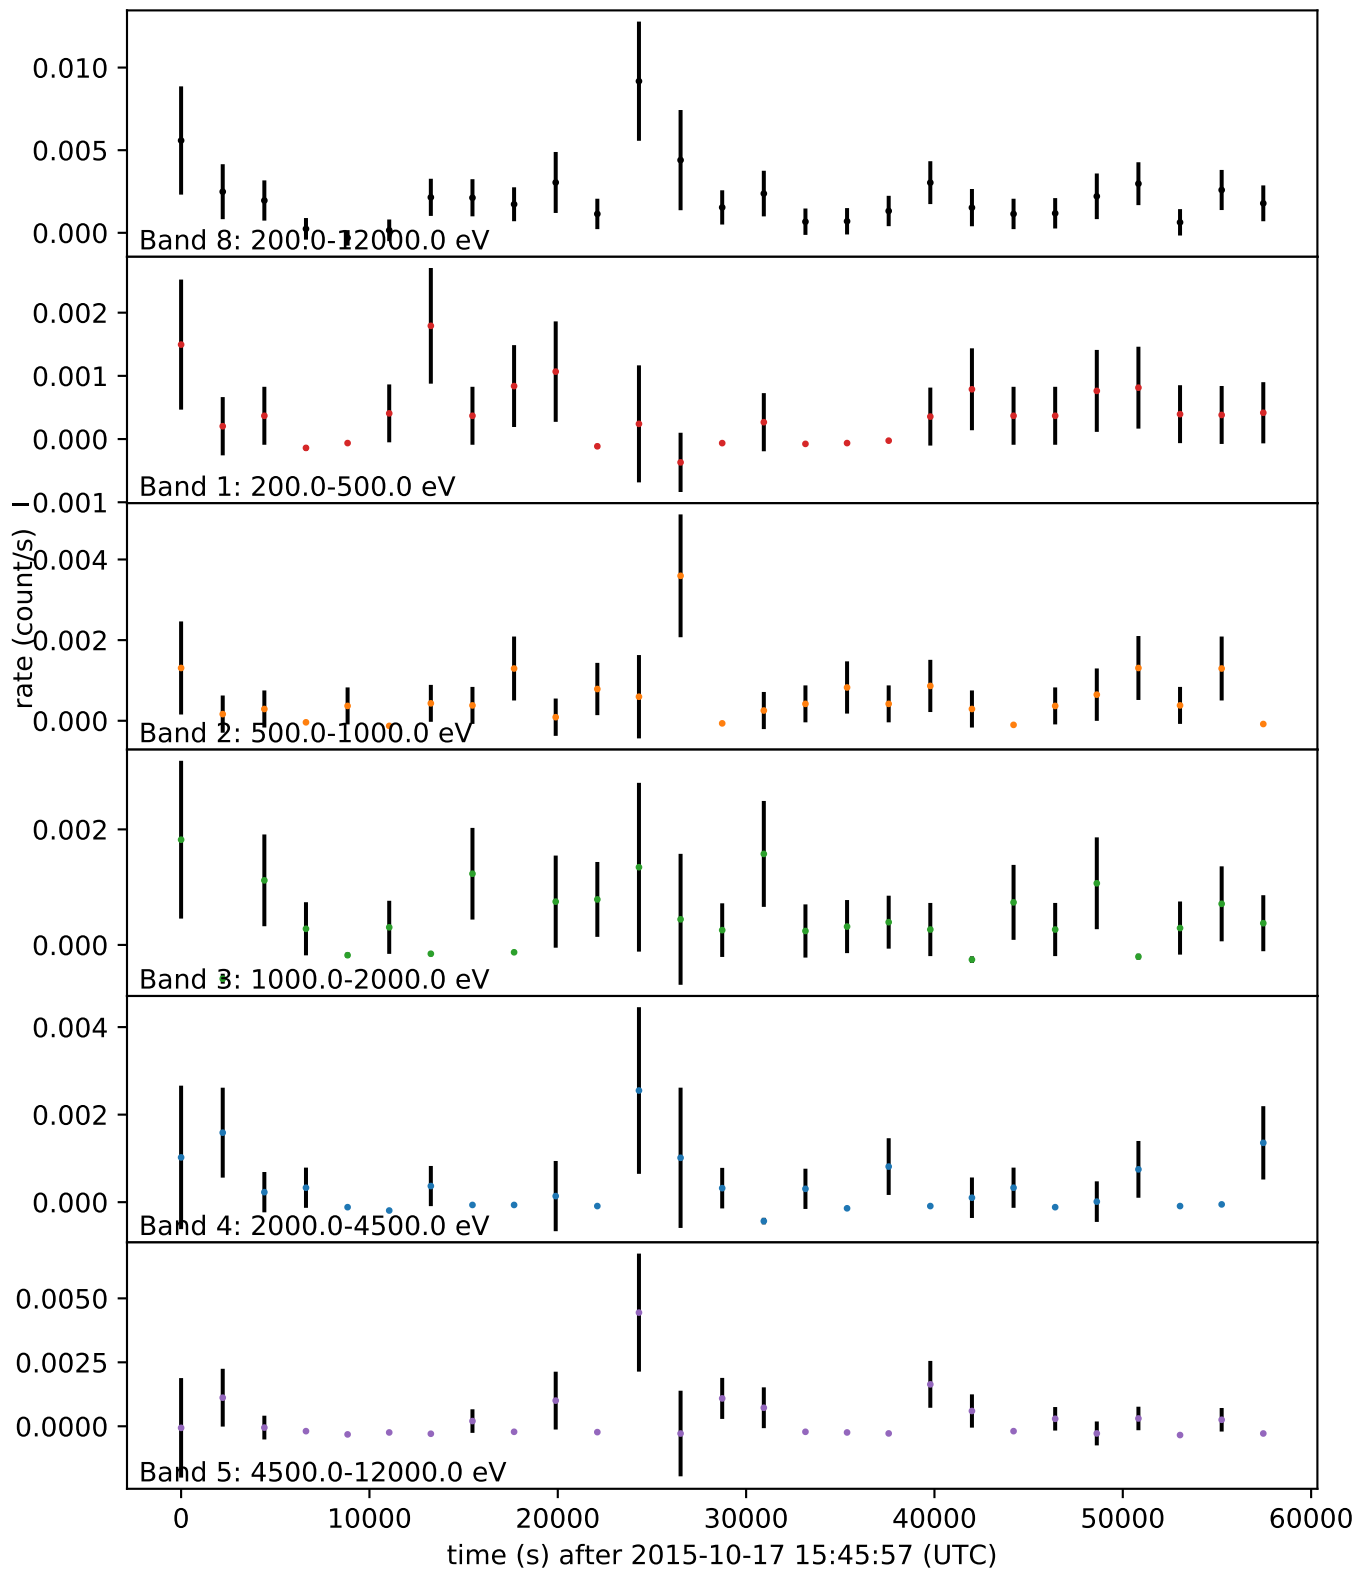 0.010
0.005
0.000
Band 8: 200.0-12000.0 eV
0.002
0.001
0.000
−0.001
Band 1: 200.0-500.0 eV
rate (count/s)
0.004
0.002
0.000
Band 2: 500.0-1000.0 eV
0.002
0.000
Band 3: 1000.0-2000.0 eV
0.004
0.002
0.000
Band 4: 2000.0-4500.0 eV
0.0050
0.0025
0.0000
Band 5: 4500.0-12000.0 eV
0 10000 20000 30000 40000 50000 60000
time (s) after 2015-10-17 15:45:57 (UTC)